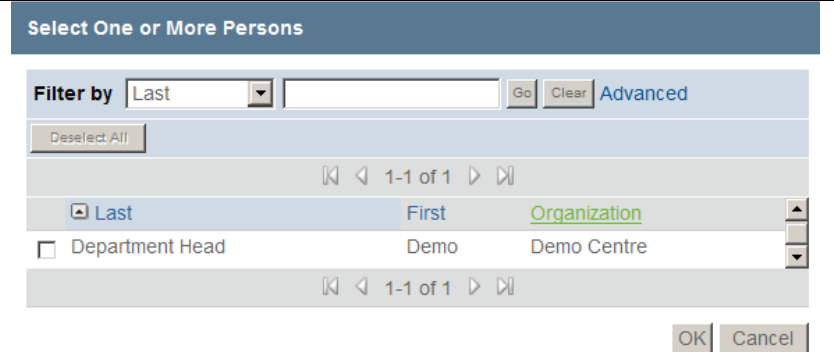 Select One or More Persons
Filter by Last Go Clear Advanced
Deselect All
1-1 of 1
Last First Organization
Department Head Demo Demo Centre
1-1 of 1
OK Cancel